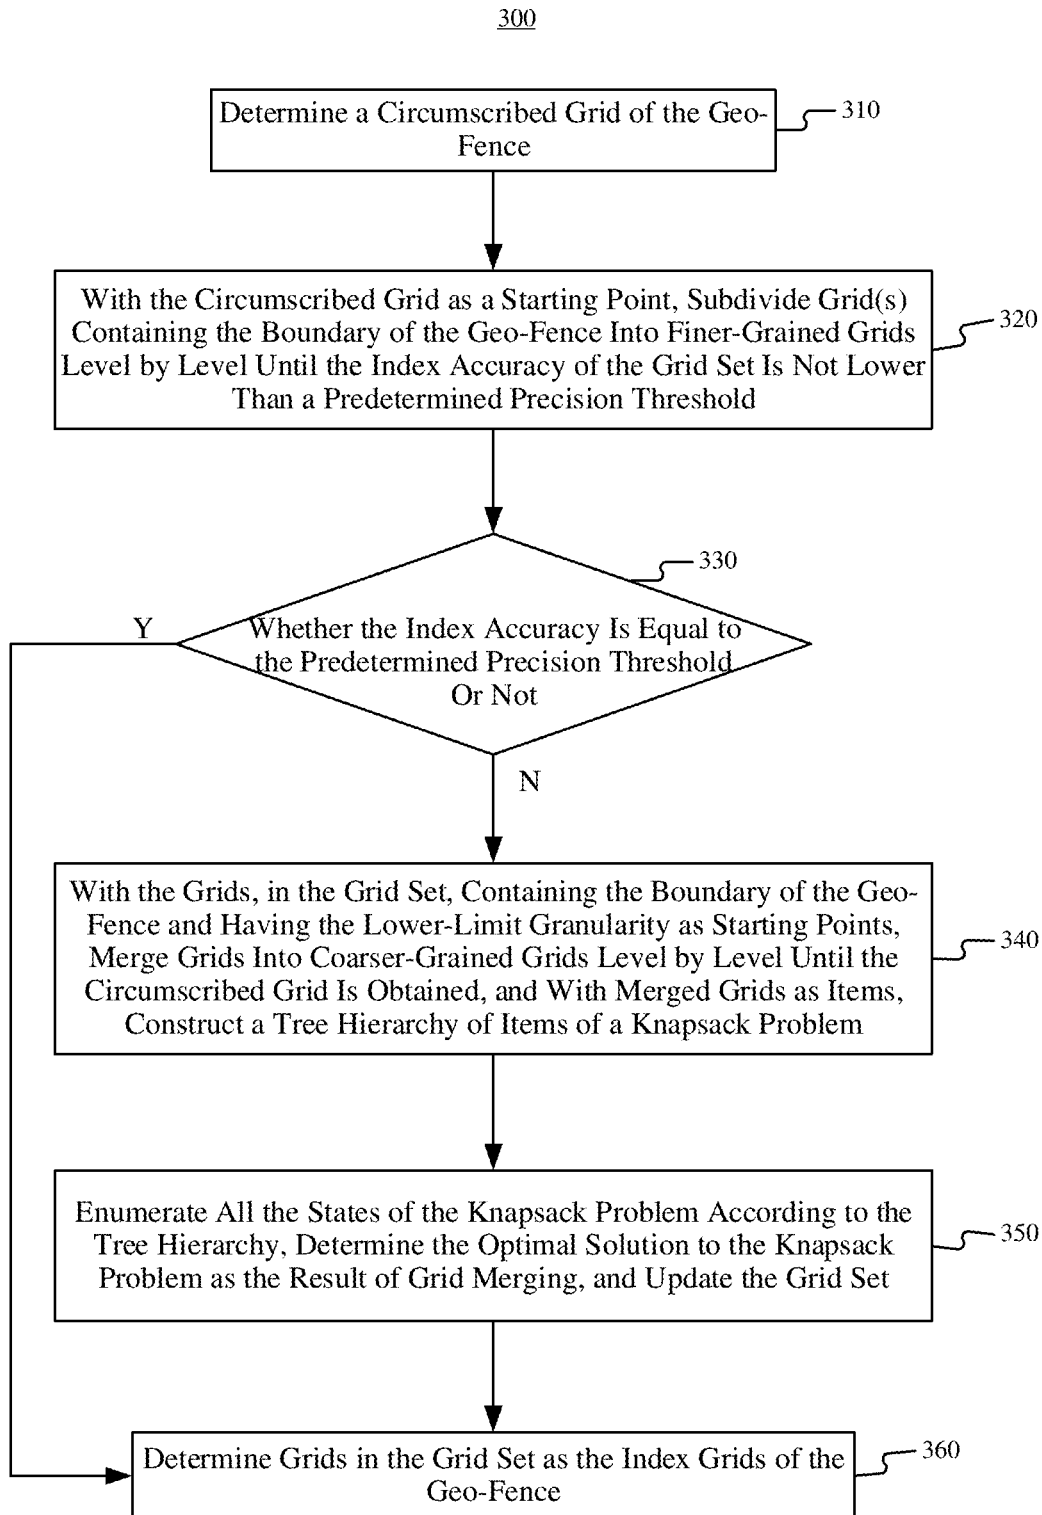 300
Determine a Circumscribed Grid of the Geo-
Fence
310
With the Circumscribed Grid as a Starting Point, Subdivide Grid(s)
Containing the Boundary of the Geo-Fence Into Finer-Grained Grids
Level by Level Until the Index Accuracy of the Grid Set Is Not Lower
Than a Predetermined Precision Threshold
320
330
Y
Whether the Index Accuracy Is Equal to
the Predetermined Precision Threshold
Or Not
N
With the Grids, in the Grid Set, Containing the Boundary of the Geo-
Fence and Having the Lower-Limit Granularity as Starting Points,
Merge Grids Into Coarser-Grained Grids Level by Level Until the
Circumscribed Grid Is Obtained, and With Merged Grids as Items,
Construct a Tree Hierarchy of Items of a Knapsack Problem
340
Enumerate All the States of the Knapsack Problem According to the
Tree Hierarchy, Determine the Optimal Solution to the Knapsack
Problem as the Result of Grid Merging, and Update the Grid Set
350
Determine Grids in the Grid Set as the Index Grids of the
Geo-Fence
360